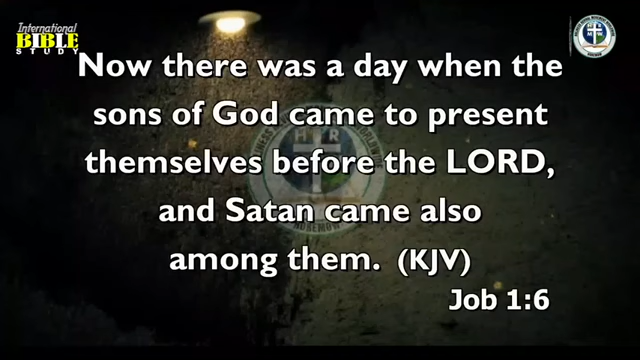 International
BIBLE
STUDY
Now there was a day when the
sons of God came to present
themselves before the LORD,
and Satan came also
among them. (KJV)
Job 1:6